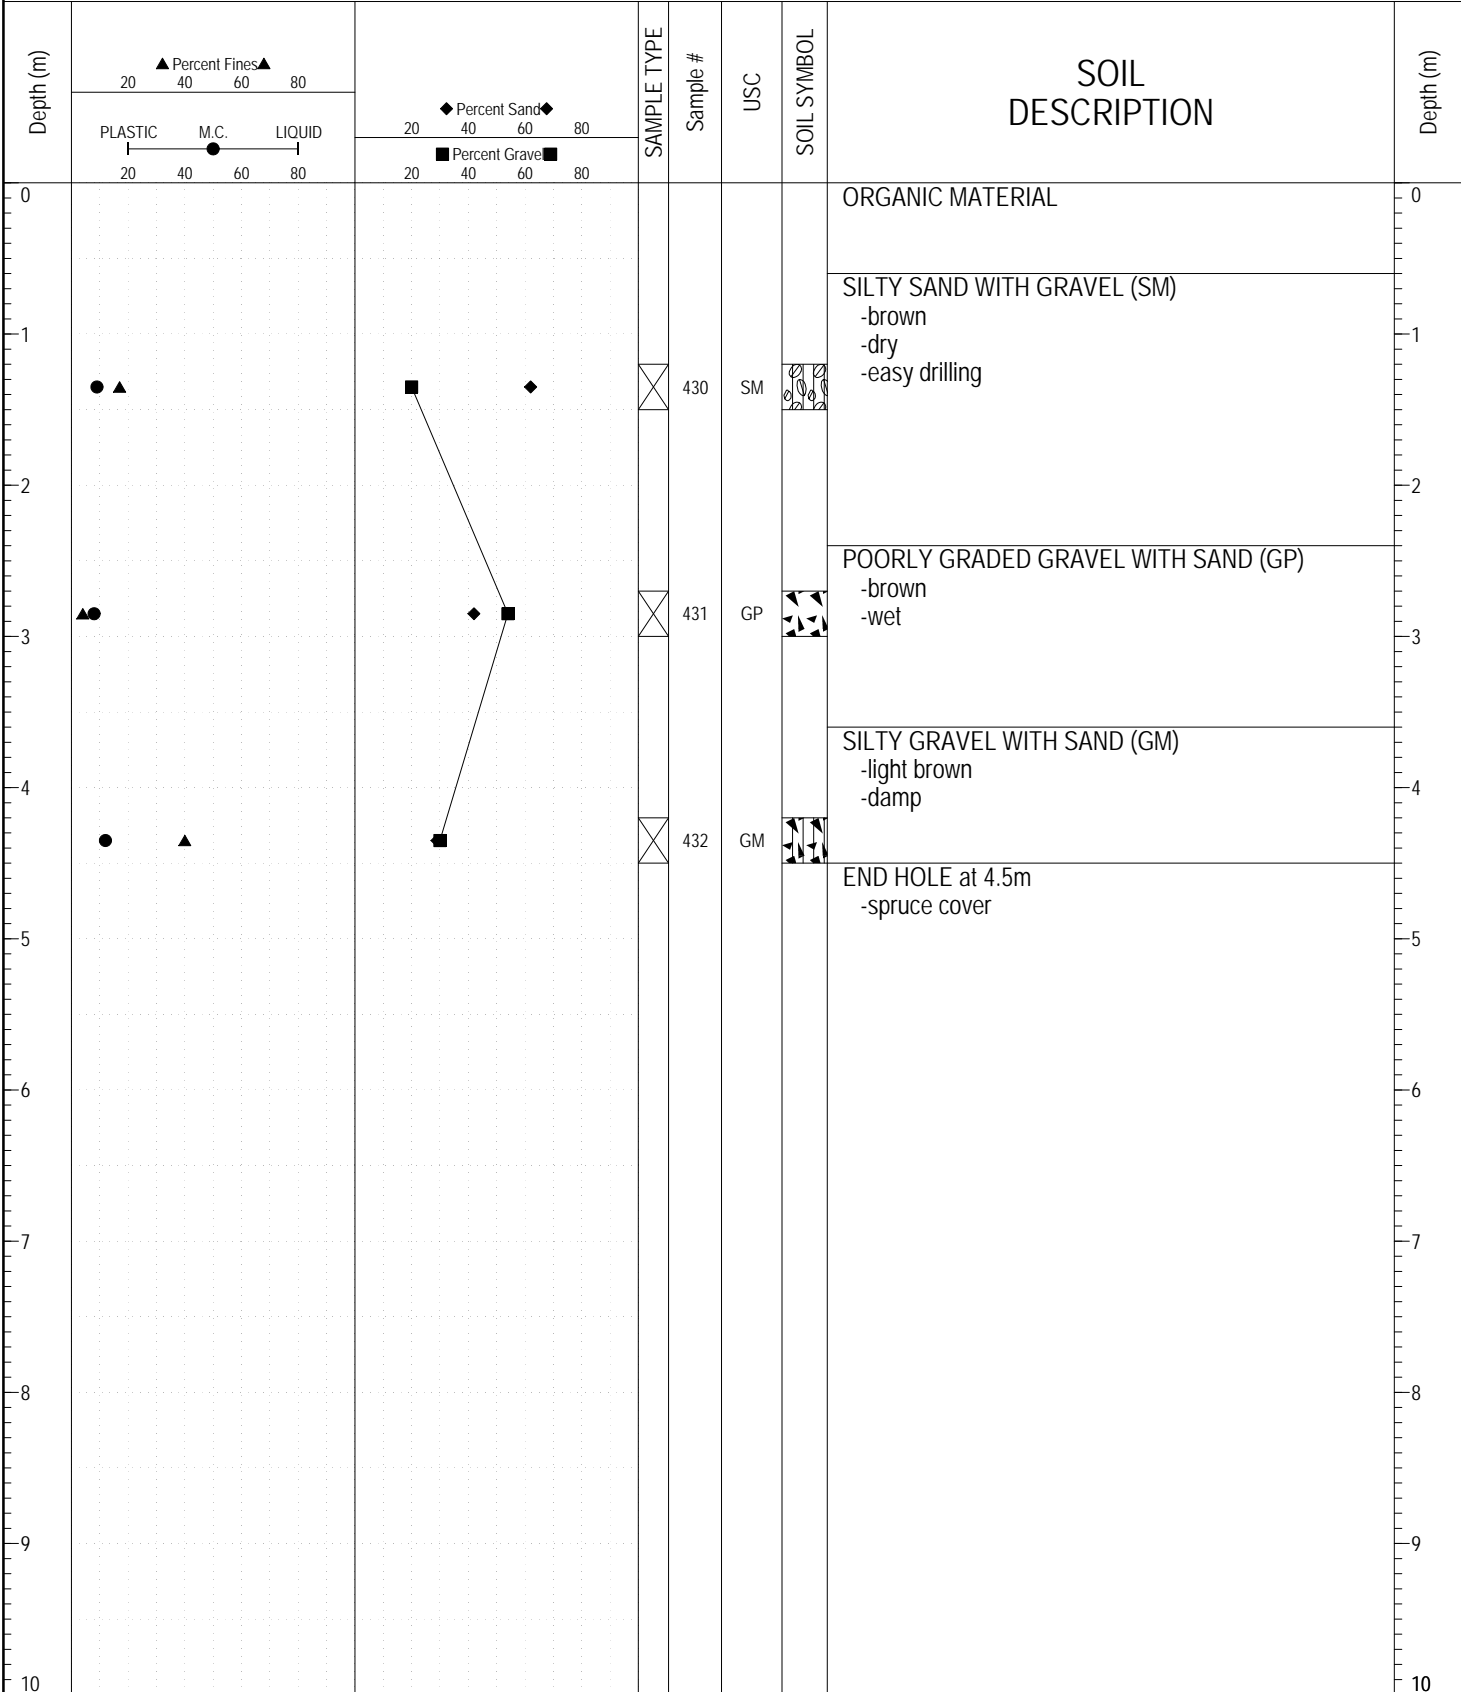 Depth (m)
Percent Fines
20 40 60 80
PLASTIC M.C. LIQUID
20 40 60 80
Percent Sand
20 40 60 80
Percent Gravel
20 40 60 80
SAMPLE TYPE
Sample #
USC
SOIL SYMBOL
SOIL
DESCRIPTION
Depth (m)
0 ORGANIC MATERIAL 0
SILTY SAND WITH GRAVEL (SM)
-brown
1 -dry 1
-easy drilling
430 SM
2 2
POORLY GRADED GRAVEL WITH SAND (GP)
-brown
431 GP -wet
3 3
SILTY GRAVEL WITH SAND (GM)
-light brown
4 -damp 4
432 GM
END HOLE at 4.5m
-spruce cover
5 5
6 6
7 7
8 8
9 9
10 10